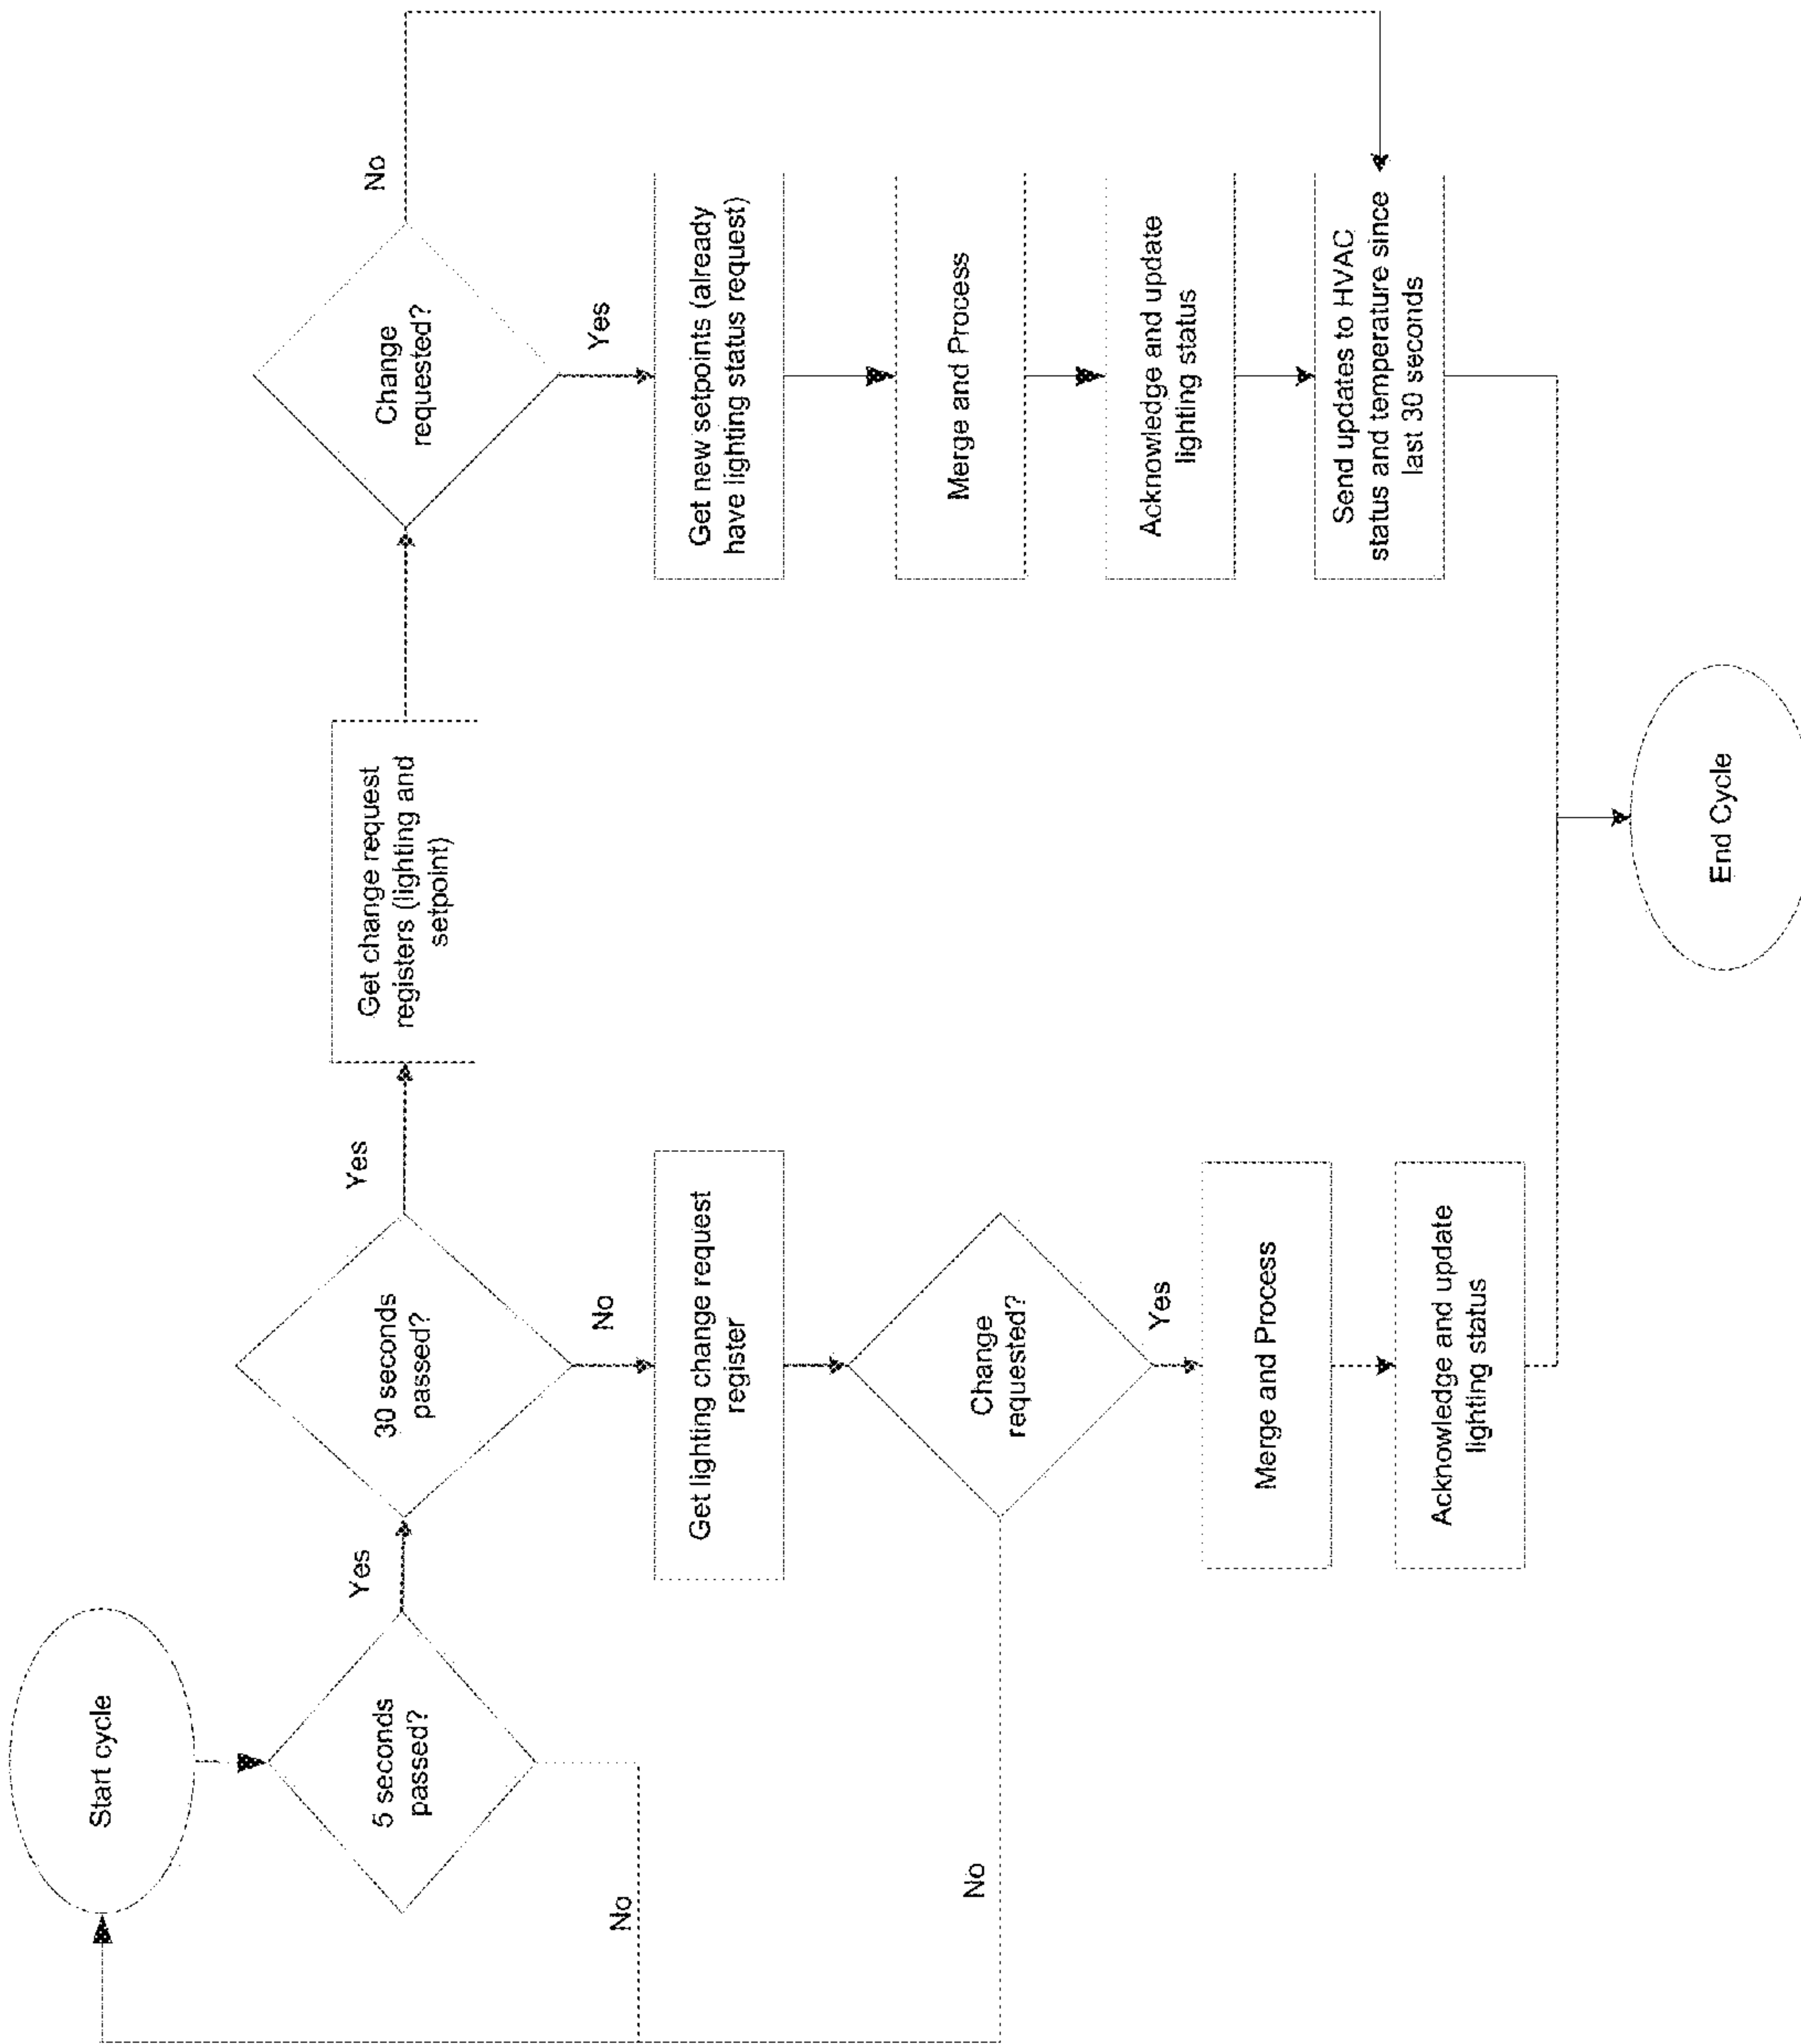 Start cycle
5 seconds
passed?
Yes
No
30 seconds
passed?
Yes
No
Get change request
registers (lighting and
setpoint)
Change
requested?
No
Yes
Get lighting change request
register
Change
requested?
No
Yes
Merge and Process
Acknowledge and update
lighting status
Get new setpoints (already
have lighting status request)
Merge and Process
Acknowledge and update
lighting status
Send updates to HVAC
status and temperature since
last 30 seconds
End Cycle